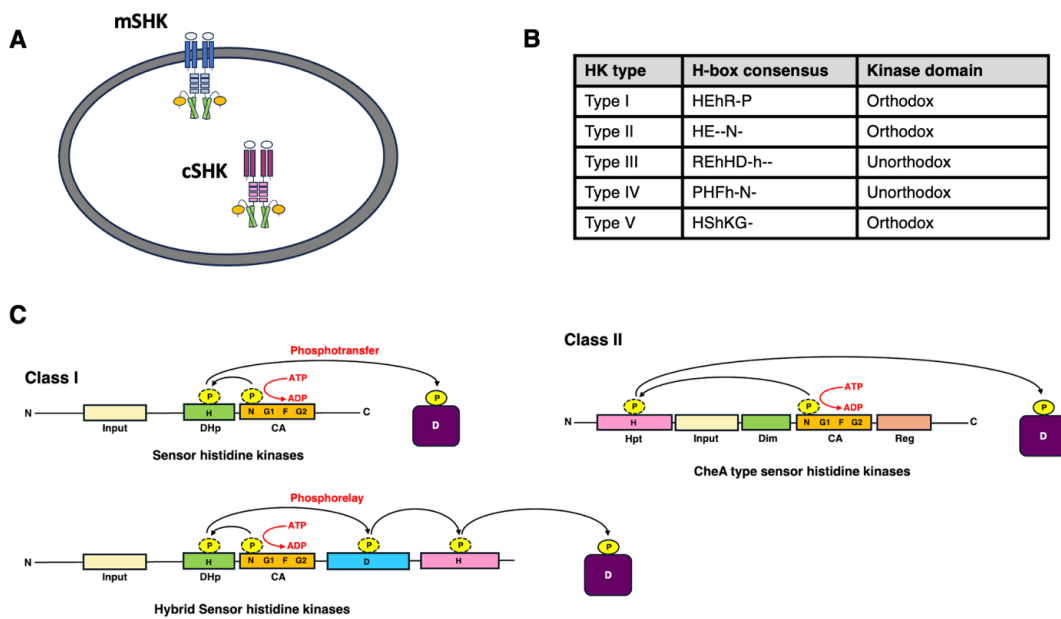 A
mSHK
cSHK
B
HK type H-box consensus Kinase domain
Type I HEhR-P Orthodox
Type II HE--N- Orthodox
Type III REhHD-h-- Unorthodox
Type IV PHFh-N- Unorthodox
Type V HShKG- Orthodox
C
Class I
Phosphotransfer
ATP
P P ADP P
N H N G1 F G2 C D
Input DHp CA
Sensor histidine kinases
Phosphorelay
ATP
P P ADP P P P
N H N G1 F G2 D H D
Input DHp CA
Hybrid Sensor histidine kinases
Class II
ATP
P P ADP P
N H N G1 F G2 C D
Hpt Input Dim CA Reg
CheA type sensor histidine kinases